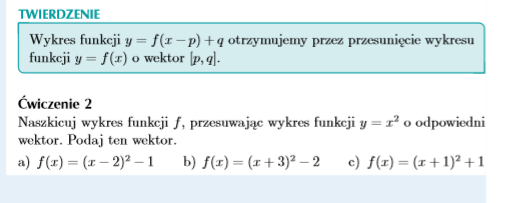 TWIERDZENIE
Wykres funkcji y = f(x − p) + q otrzymujemy przez przesunięcie wykresu
funkcji y = f(x) o wektor [p, q].
Ćwiczenie 2
Naszkicuj wykres funkcji f, przesuwając wykres funkcji y = x² o odpowiedni
wektor. Podaj ten wektor.
a) f(x) = (x − 2)² − 1 b) f(x) = (x + 3)² − 2 c) f(x) = (x + 1)² + 1